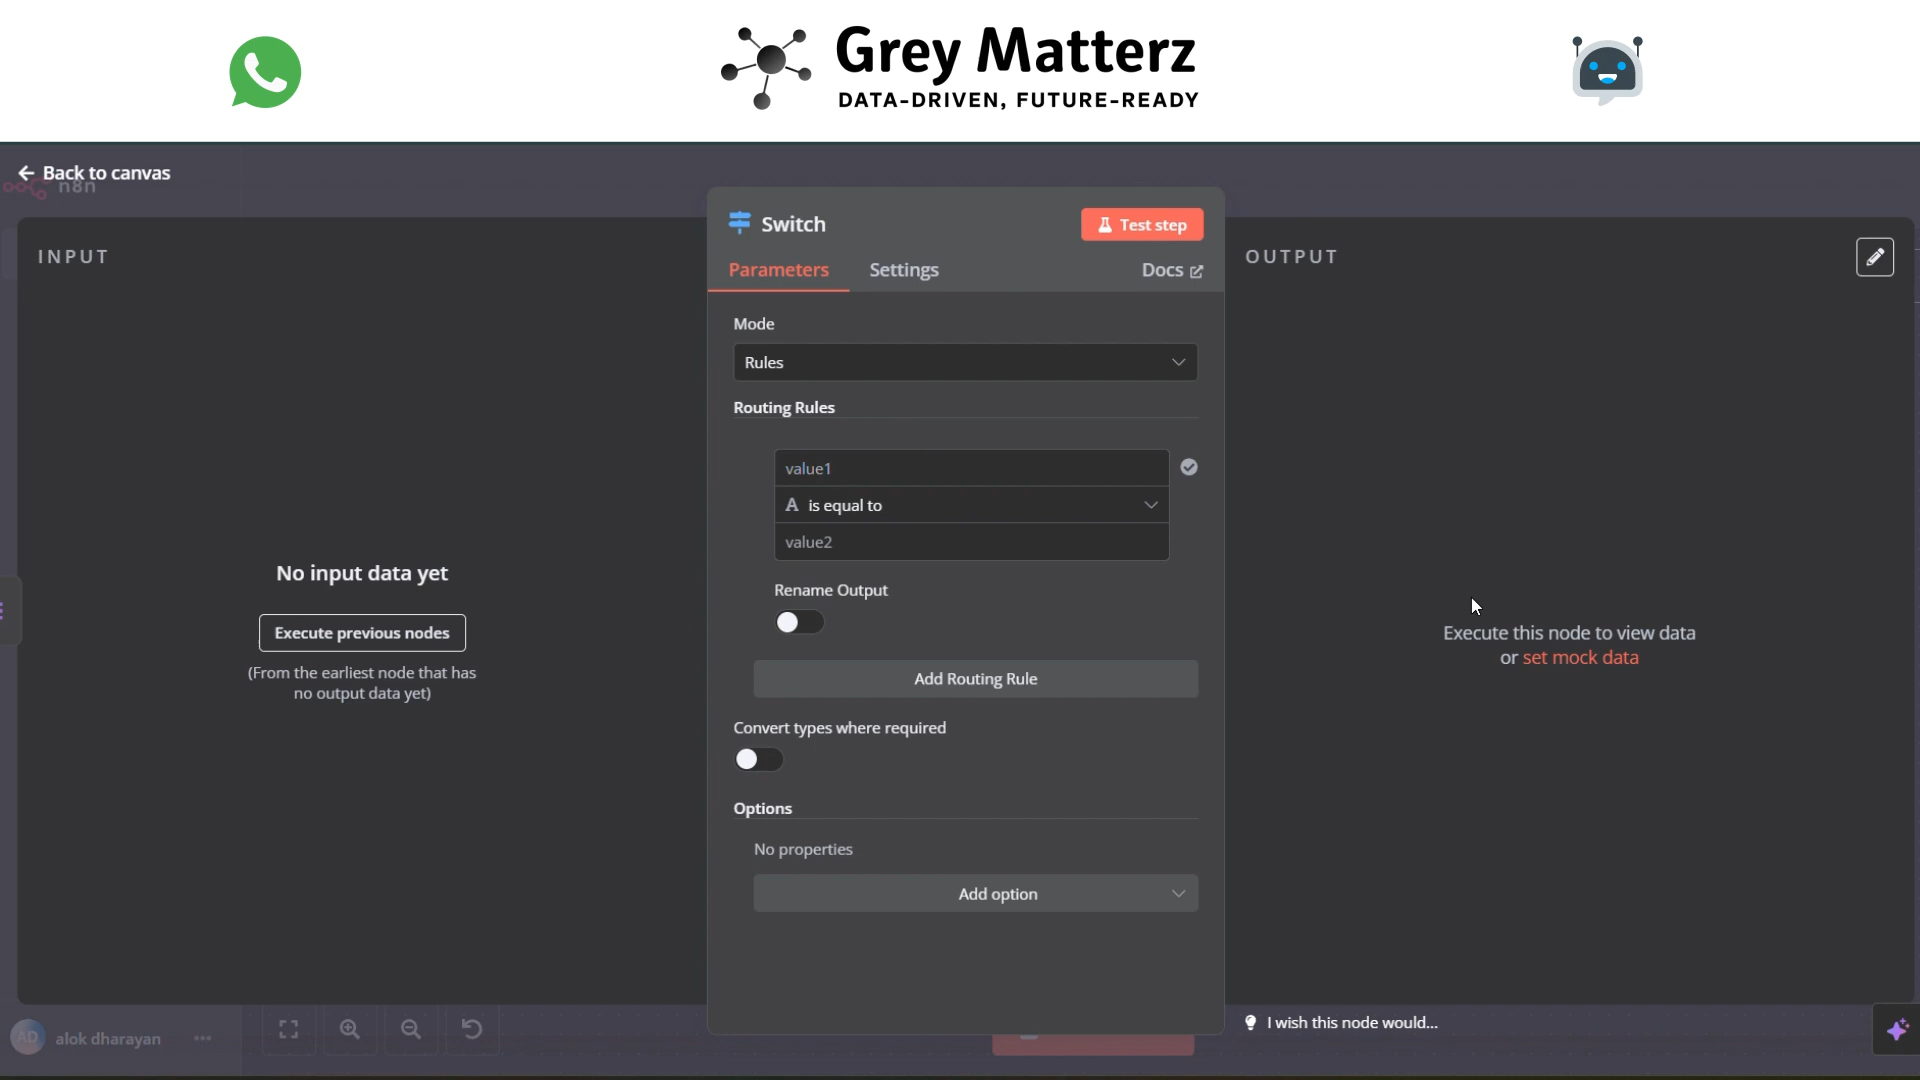 Grey Matterz
DATA-DRIVEN, FUTURE-READY
Back to canvas
n8n
INPUT
Switch
Test step
OUTPUT
Parameters
Settings
Docs
Mode
Rules
Routing Rules
value1
A is equal to
value2
Rename Output
No input data yet
Execute previous nodes
(From the earliest node that has
no output data yet)
Execute this node to view data
or set mock data
Add Routing Rule
Convert types where required
Options
No properties
Add option
AD
alok dharayan
I wish this node would...